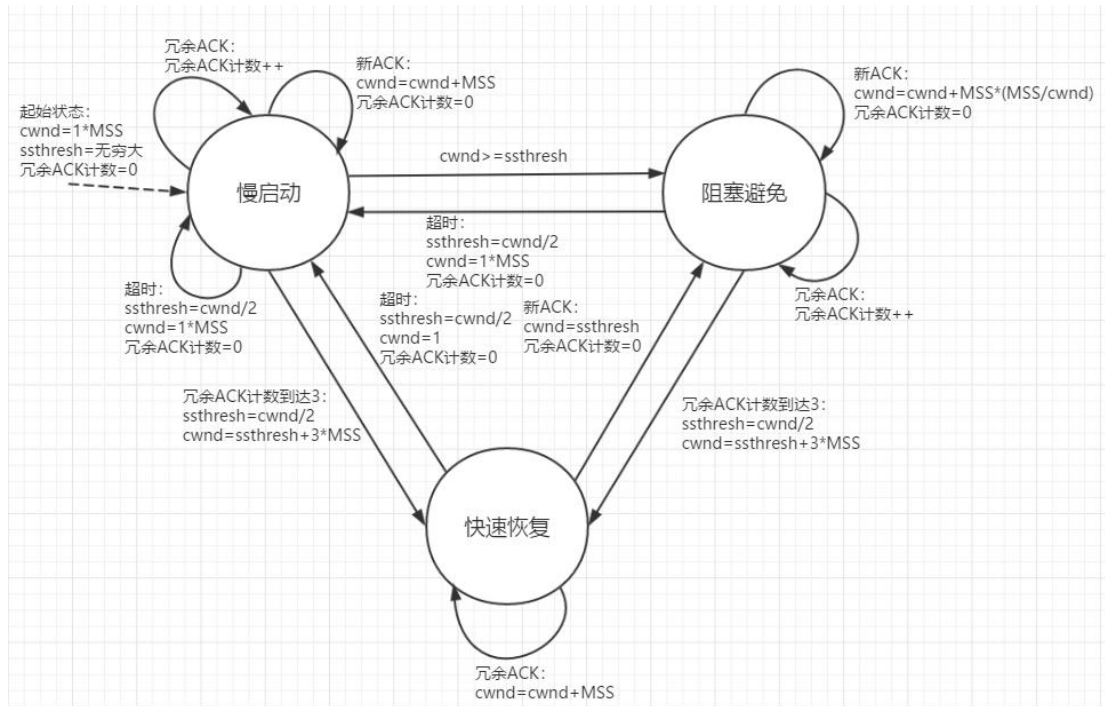 冗余ACK:
冗余ACK计数++
新ACK:
cwnd=cwnd+MSS
冗余ACK计数=0
起始状态:
cwnd=1*MSS
ssthresh=无穷大
冗余ACK计数=0
慢启动
超时:
ssthresh=cwnd/2
cwnd=1*MSS
冗余ACK计数=0
cwnd>=ssthresh
超时:
ssthresh=cwnd/2
cwnd=1*MSS
冗余ACK计数=0
新ACK:
cwnd=cwnd+MSS*(MSS/cwnd)
冗余ACK计数=0
阻塞避免
冗余ACK:
冗余ACK计数++
超时:
ssthresh=cwnd/2
cwnd=1
冗余ACK计数=0
新ACK:
cwnd=ssthresh
冗余ACK计数=0
冗余ACK计数到达3:
ssthresh=cwnd/2
cwnd=ssthresh+3*MSS
冗余ACK计数到达3:
ssthresh=cwnd/2
cwnd=ssthresh+3*MSS
快速恢复
冗余ACK:
cwnd=cwnd+MSS